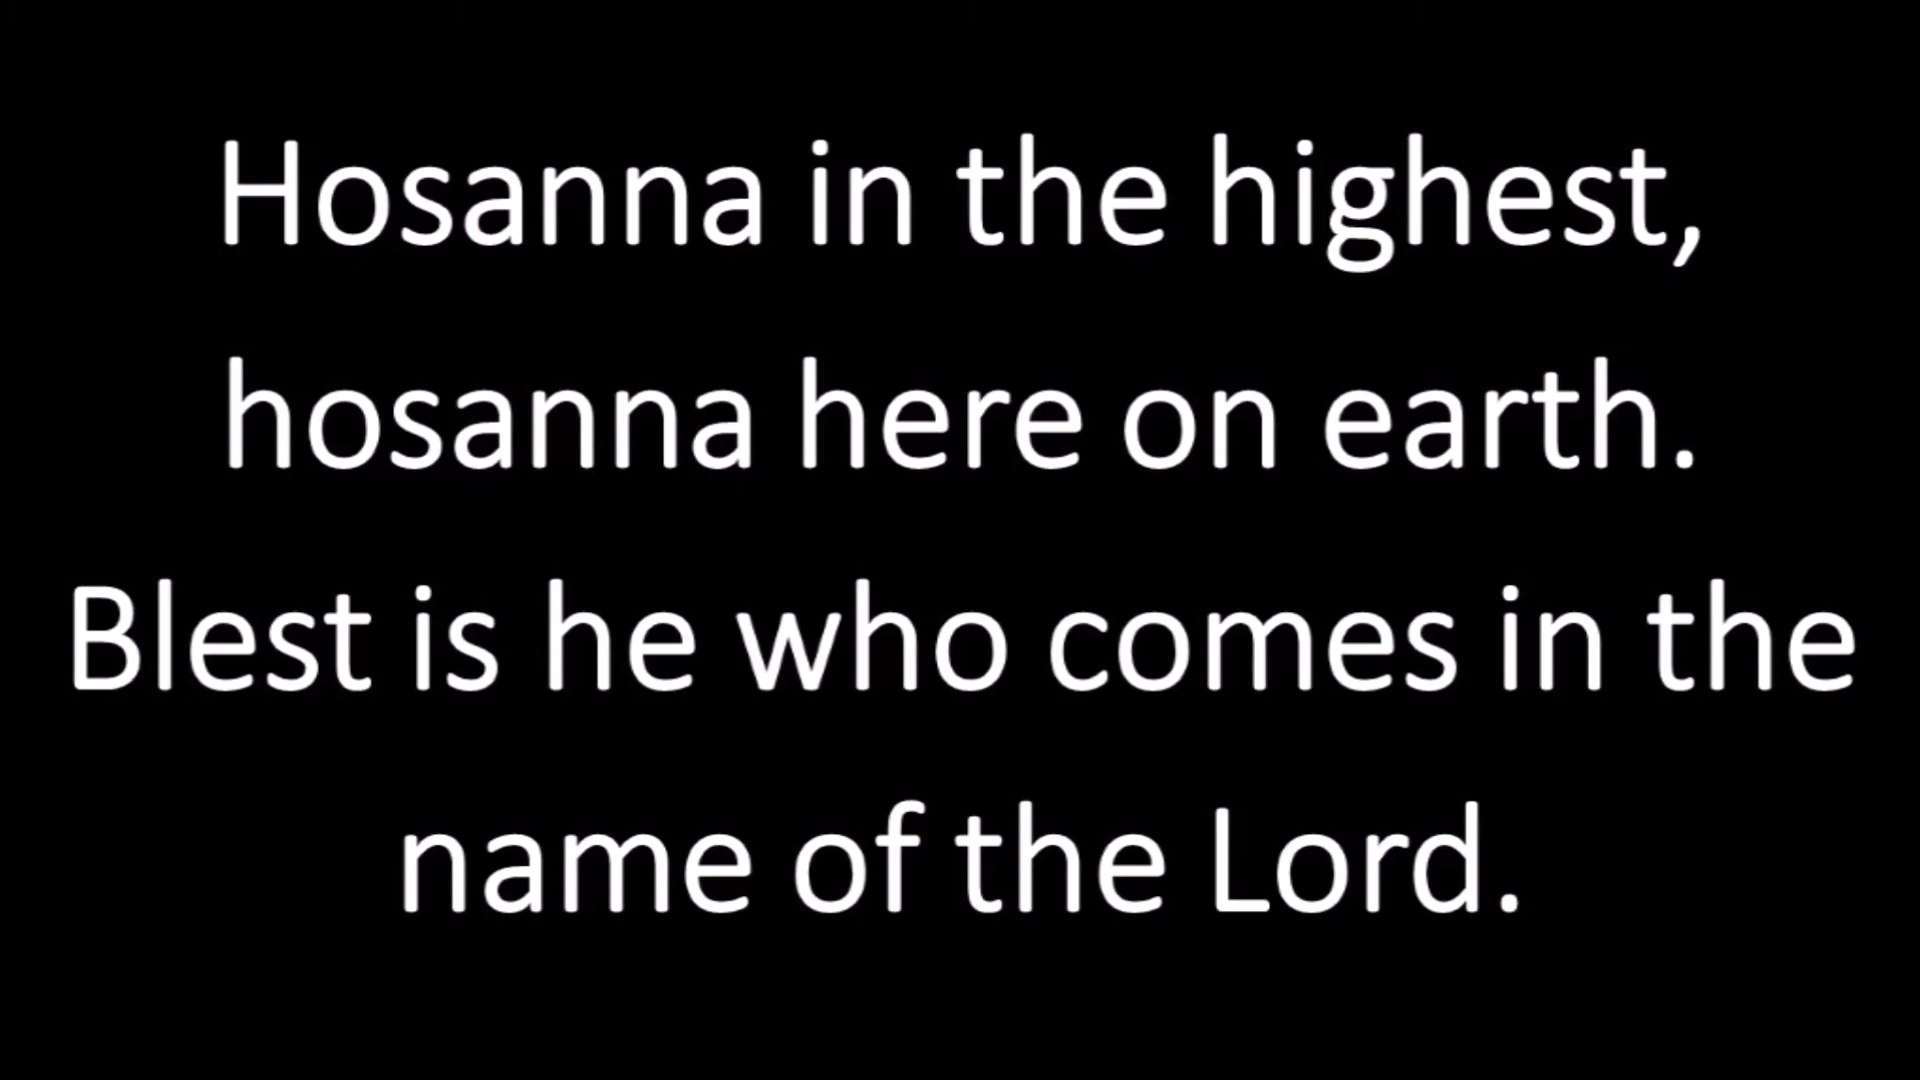 Hosanna in the highest,
hosanna here on earth.
Blest is he who comes in the
name of the Lord.